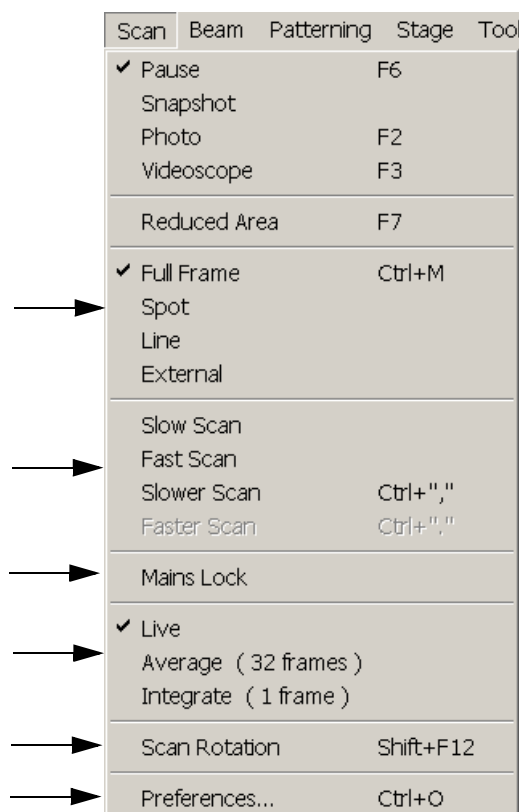 Scan Beam Patterning Stage Tool
Pause F6
Snapshot
Photo F2
Videoscope F3
Reduced Area F7
Full Frame Ctrl+M
Spot
Line
External
Slow Scan
Fast Scan
Slower Scan Ctrl+","
Faster Scan Ctrl+"."
Mains Lock
Live
Average ( 32 frames )
Integrate ( 1 frame )
Scan Rotation Shift+F12
Preferences... Ctrl+O